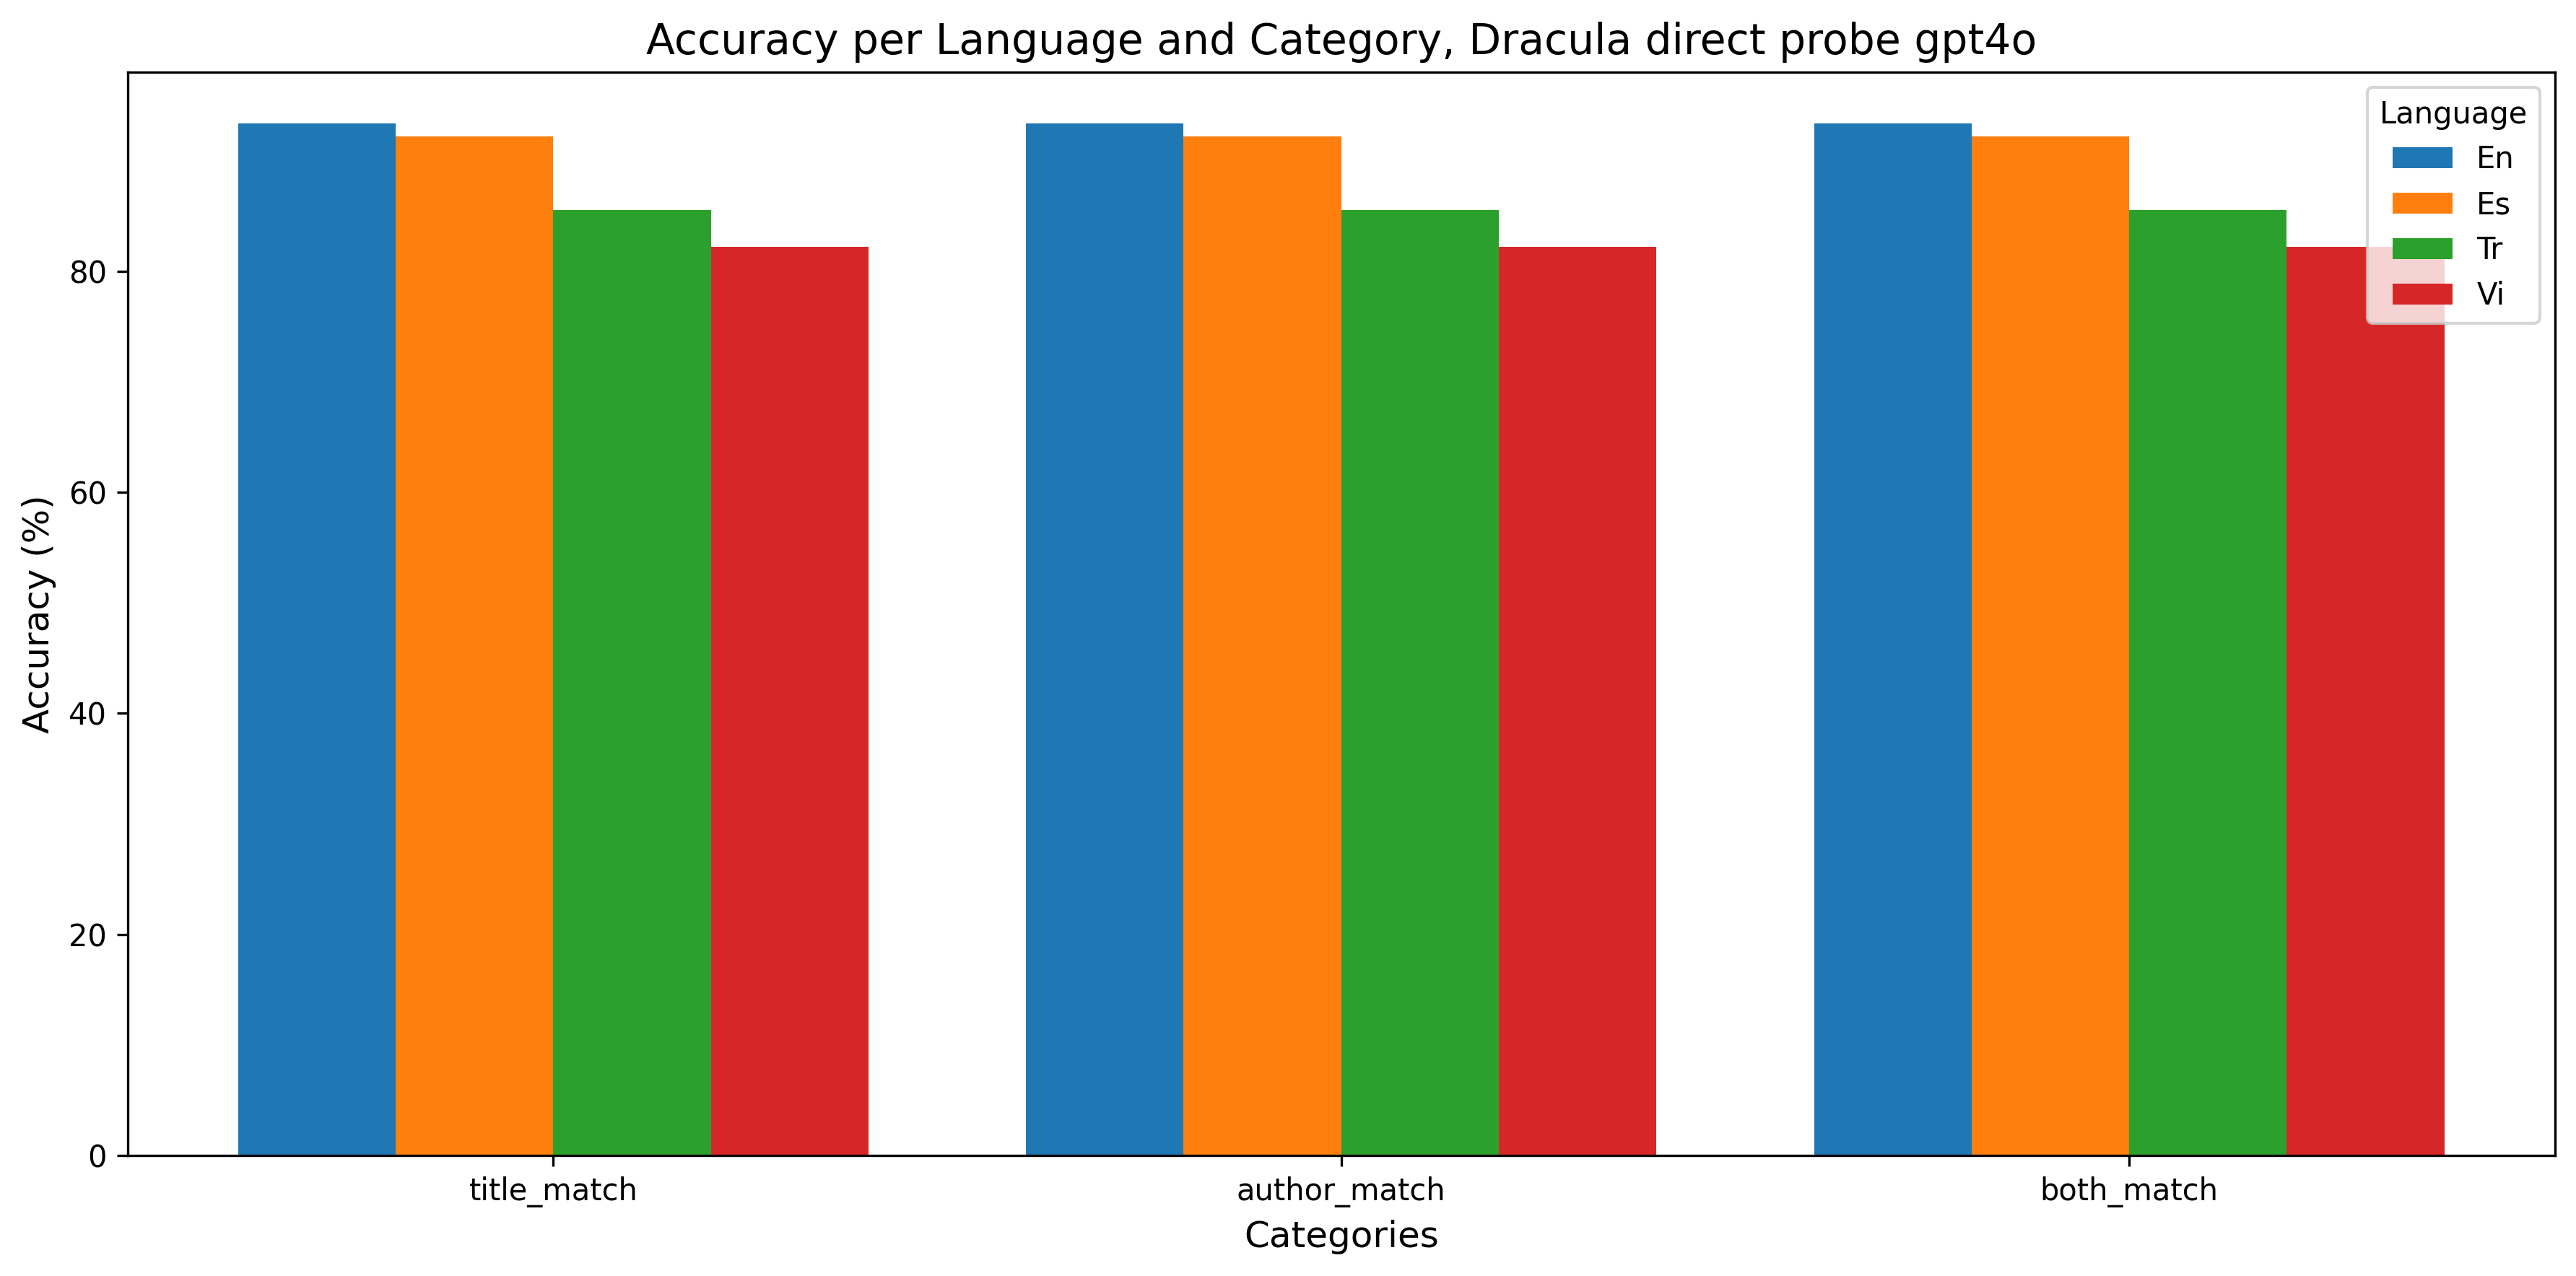 Accuracy per Language and Category, Dracula direct probe gpt4o
Language
En
Es
Tr
Vi
80
60
40
20
0
Accuracy (%)
title_match
author_match
both_match
Categories